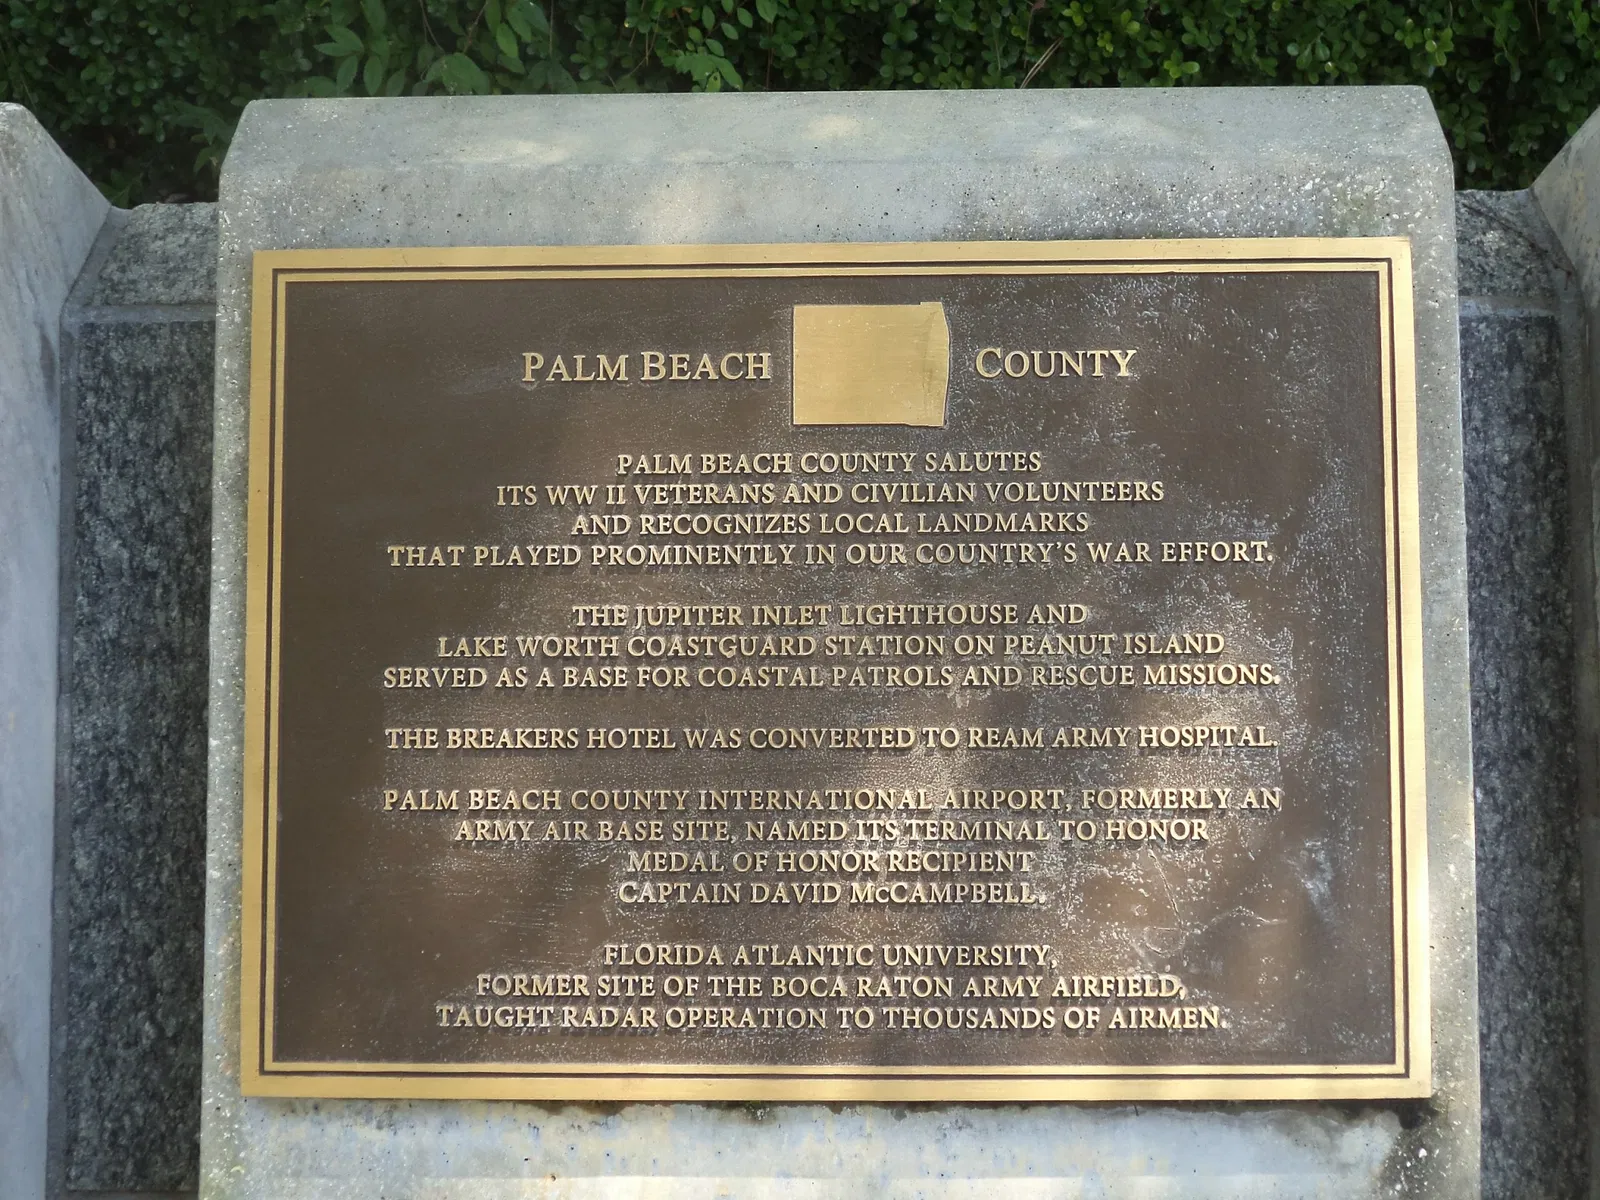 PALM BEACH COUNTY
PALM BEACH COUNTY SALUTES
ITS WW II VETERANS AND CIVILIAN VOLUNTEERS
AND RECOGNIZES LOCAL LANDMARKS
THAT PLAYED PROMINENTLY IN OUR COUNTRY'S WAR EFFORT.
THE JUPITER INLET LIGHTHOUSE AND
LAKE WORTH COASTGUARD STATION ON PEANUT ISLAND
SERVED AS A BASE FOR COASTAL PATROLS AND RESCUE MISSIONS.
THE BREAKERS HOTEL WAS CONVERTED TO REAM ARMY HOSPITAL.
PALM BEACH COUNTY INTERNATIONAL AIRPORT, FORMERLY AN
ARMY AIR BASE SITE, NAMED ITS TERMINAL TO HONOR
MEDAL OF HONOR RECIPIENT
CAPTAIN DAVID McCAMPBELL.
FLORIDA ATLANTIC UNIVERSITY,
FORMER SITE OF THE BOCA RATON ARMY AIRFIELD,
TAUGHT RADAR OPERATION TO THOUSANDS OF AIRMEN.